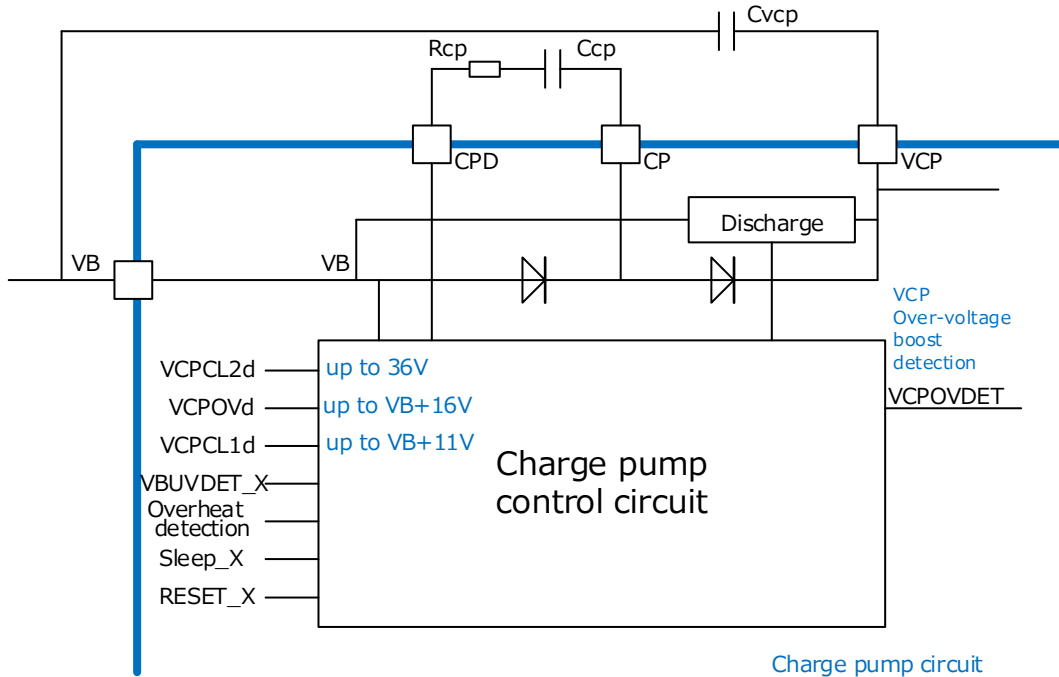 Cvcp
Rcp
Ccp
CPD
CP
VCP
Discharge
VB
VB
VCP
Over-voltage
boost
detection
VCPCL2d
up to 36V
VCPOVd
up to VB+16V
VCPOVDET
VCPCL1d
up to VB+11V
Charge pump
control circuit
VBUVDET_X
Overheat
detection
Sleep_X
RESET_X
Charge pump circuit